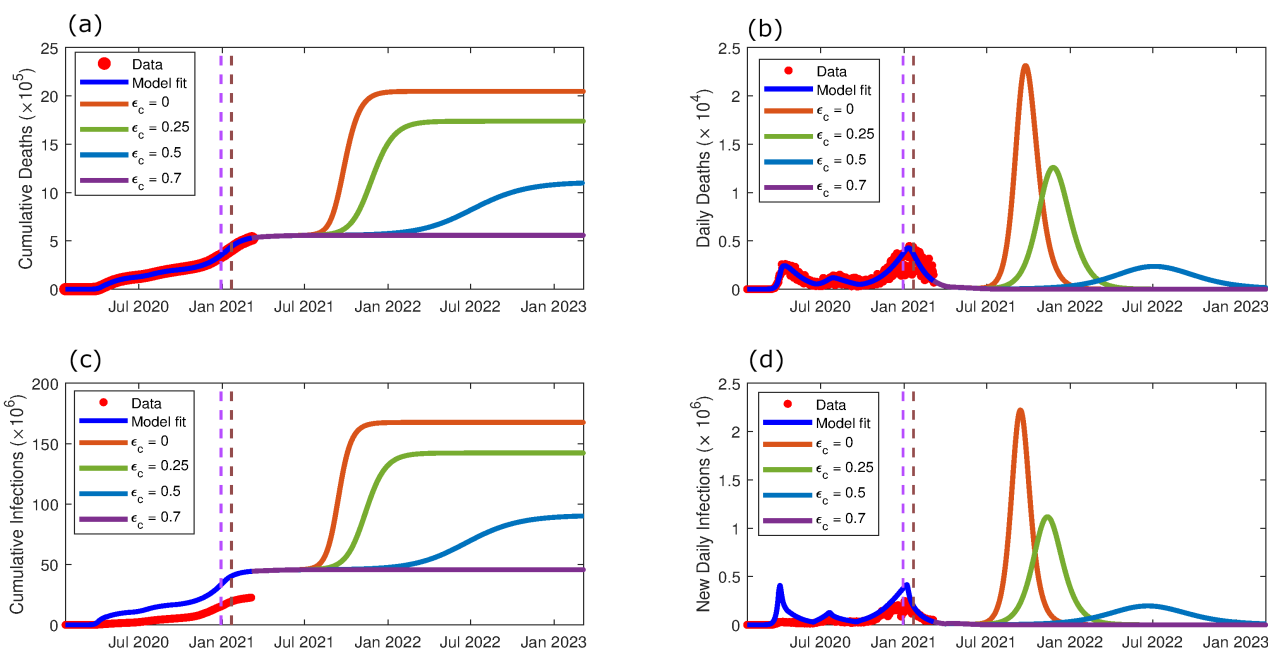 (a)
Cumulative Deaths (×10^5)
25
20
15
10
5
0
Data
Model fit
ϵ_c = 0
ϵ_c = 0.25
ϵ_c = 0.5
ϵ_c = 0.7
Jul 2020 Jan 2021 Jul 2021 Jan 2022 Jul 2022 Jan 2023
(b)
Daily Deaths (× 10^4)
2.5
2
1.5
1
0.5
0
Data
Model fit
ϵ_c = 0
ϵ_c = 0.25
ϵ_c = 0.5
ϵ_c = 0.7
Jul 2020 Jan 2021 Jul 2021 Jan 2022 Jul 2022 Jan 2023
(c)
Cumulative Infections (×10^6)
200
150
100
50
0
Data
Model fit
ϵ_c = 0
ϵ_c = 0.25
ϵ_c = 0.5
ϵ_c = 0.7
Jul 2020 Jan 2021 Jul 2021 Jan 2022 Jul 2022 Jan 2023
(d)
New Daily Infections (× 10^6)
2.5
2
1.5
1
0.5
0
Data
Model fit
ϵ_c = 0
ϵ_c = 0.25
ϵ_c = 0.5
ϵ_c = 0.7
Jul 2020 Jan 2021 Jul 2021 Jan 2022 Jul 2022 Jan 2023